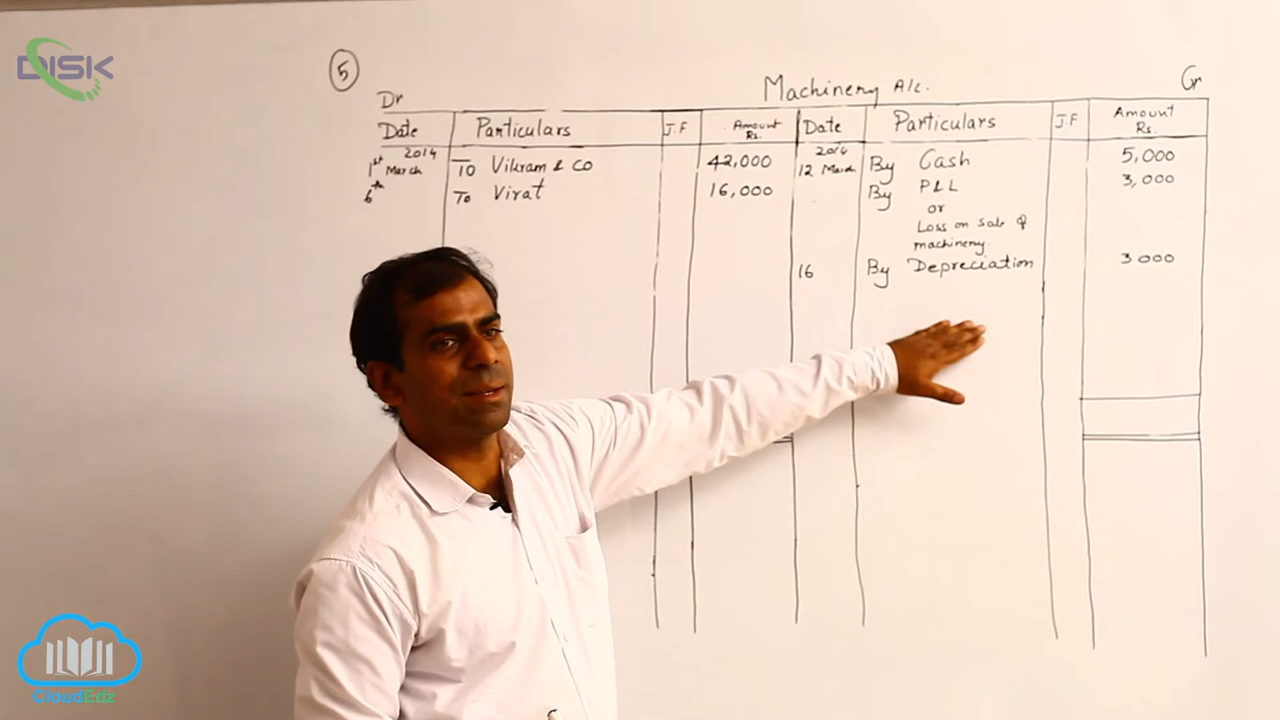 DISK
5
Dr Machinery A/c. Cr
Date Particulars J.F Amount Rs. Date Particulars J.F Amount Rs.
2014 2014
1st March To Vikram & Co 42,000 12 March By Cash 5,000
6th To Virat 16,000 By P&L 3,000
or
Loss on sale of
machinery.
16 By Depreciation 3000
CloudEdz